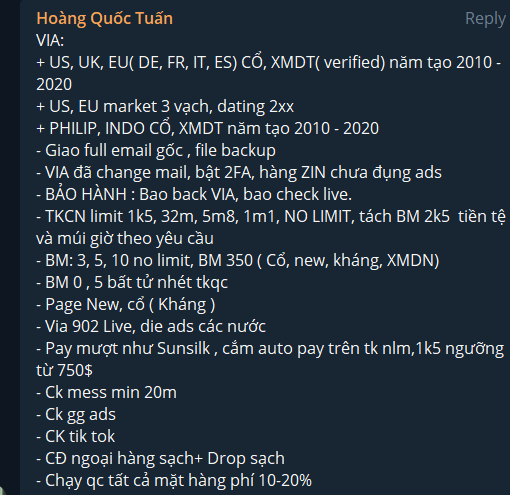 Hoàng Quốc Tuấn
Reply
VIA:
+ US, UK, EU( DE, FR, IT, ES) CỔ, XMDT( verified) năm tạo 2010 -
2020
+ US, EU market 3 vạch, dating 2xx
+ PHILIP, INDO CỔ, XMDT năm tạo 2010 - 2020
- Giao full email gốc , file backup
- VIA đã change mail, bật 2FA, hàng ZIN chưa đụng ads
- BẢO HÀNH : Bao back VIA, bao check live.
- TKCN limit 1k5, 32m, 5m8, 1m1, NO LIMIT, tách BM 2k5  tiền tệ
và múi giờ theo yêu cầu
- BM: 3, 5, 10 no limit, BM 350 ( Cổ, new, kháng, XMDN)
- BM 0 , 5 bất tử nhét tkqc
- Page New, cổ ( Kháng )
- Via 902 Live, die ads các nước
- Pay mượt như Sunsilk , cắm auto pay trên tk nlm,1k5 ngưỡng
từ 750$
- Ck mess min 20m
- Ck gg ads
- CK tik tok
- CĐ ngoại hàng sạch+ Drop sạch
- Chạy qc tất cả mặt hàng phí 10-20%